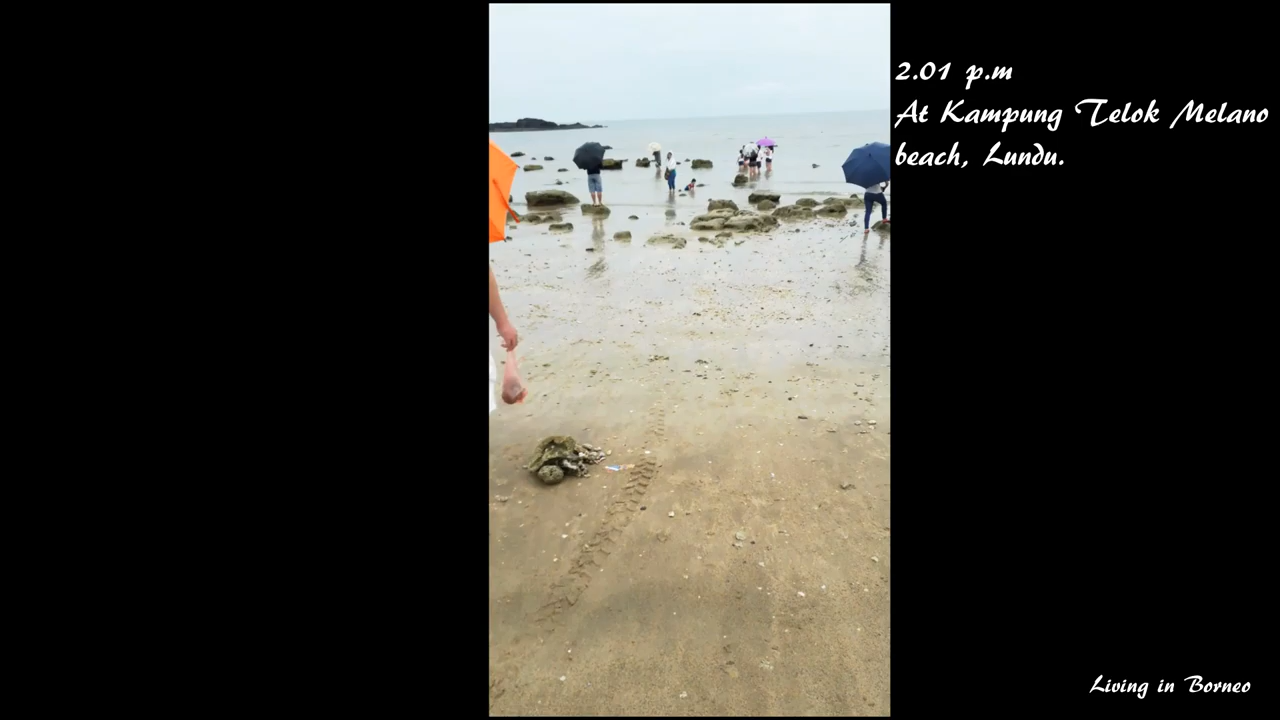 2.01 p.m
At Kampung Telok Melano
beach, Lundu.
Living in Borneo